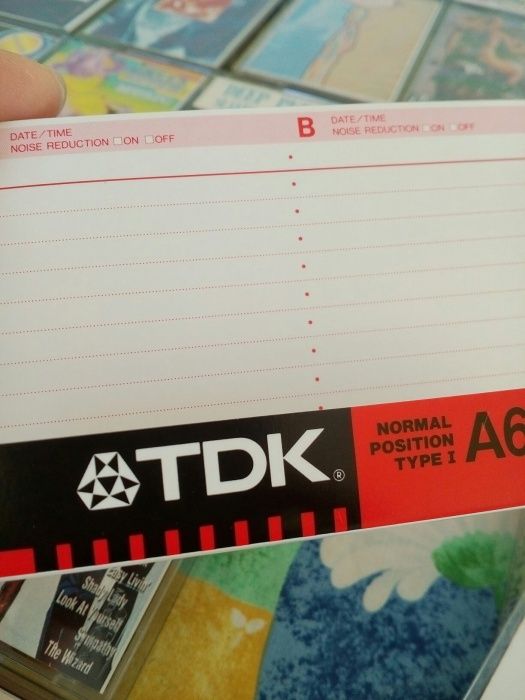 DATE/TIME
NOISE REDUCTION □ON □OFF
B
DATE/TIME
NOISE REDUCTION □ON □OFF
TDK®
NORMAL
POSITION
TYPE I
A6
Easy Livin'
Shady Lady
Look At Yourself
Sympathy
The Wizard